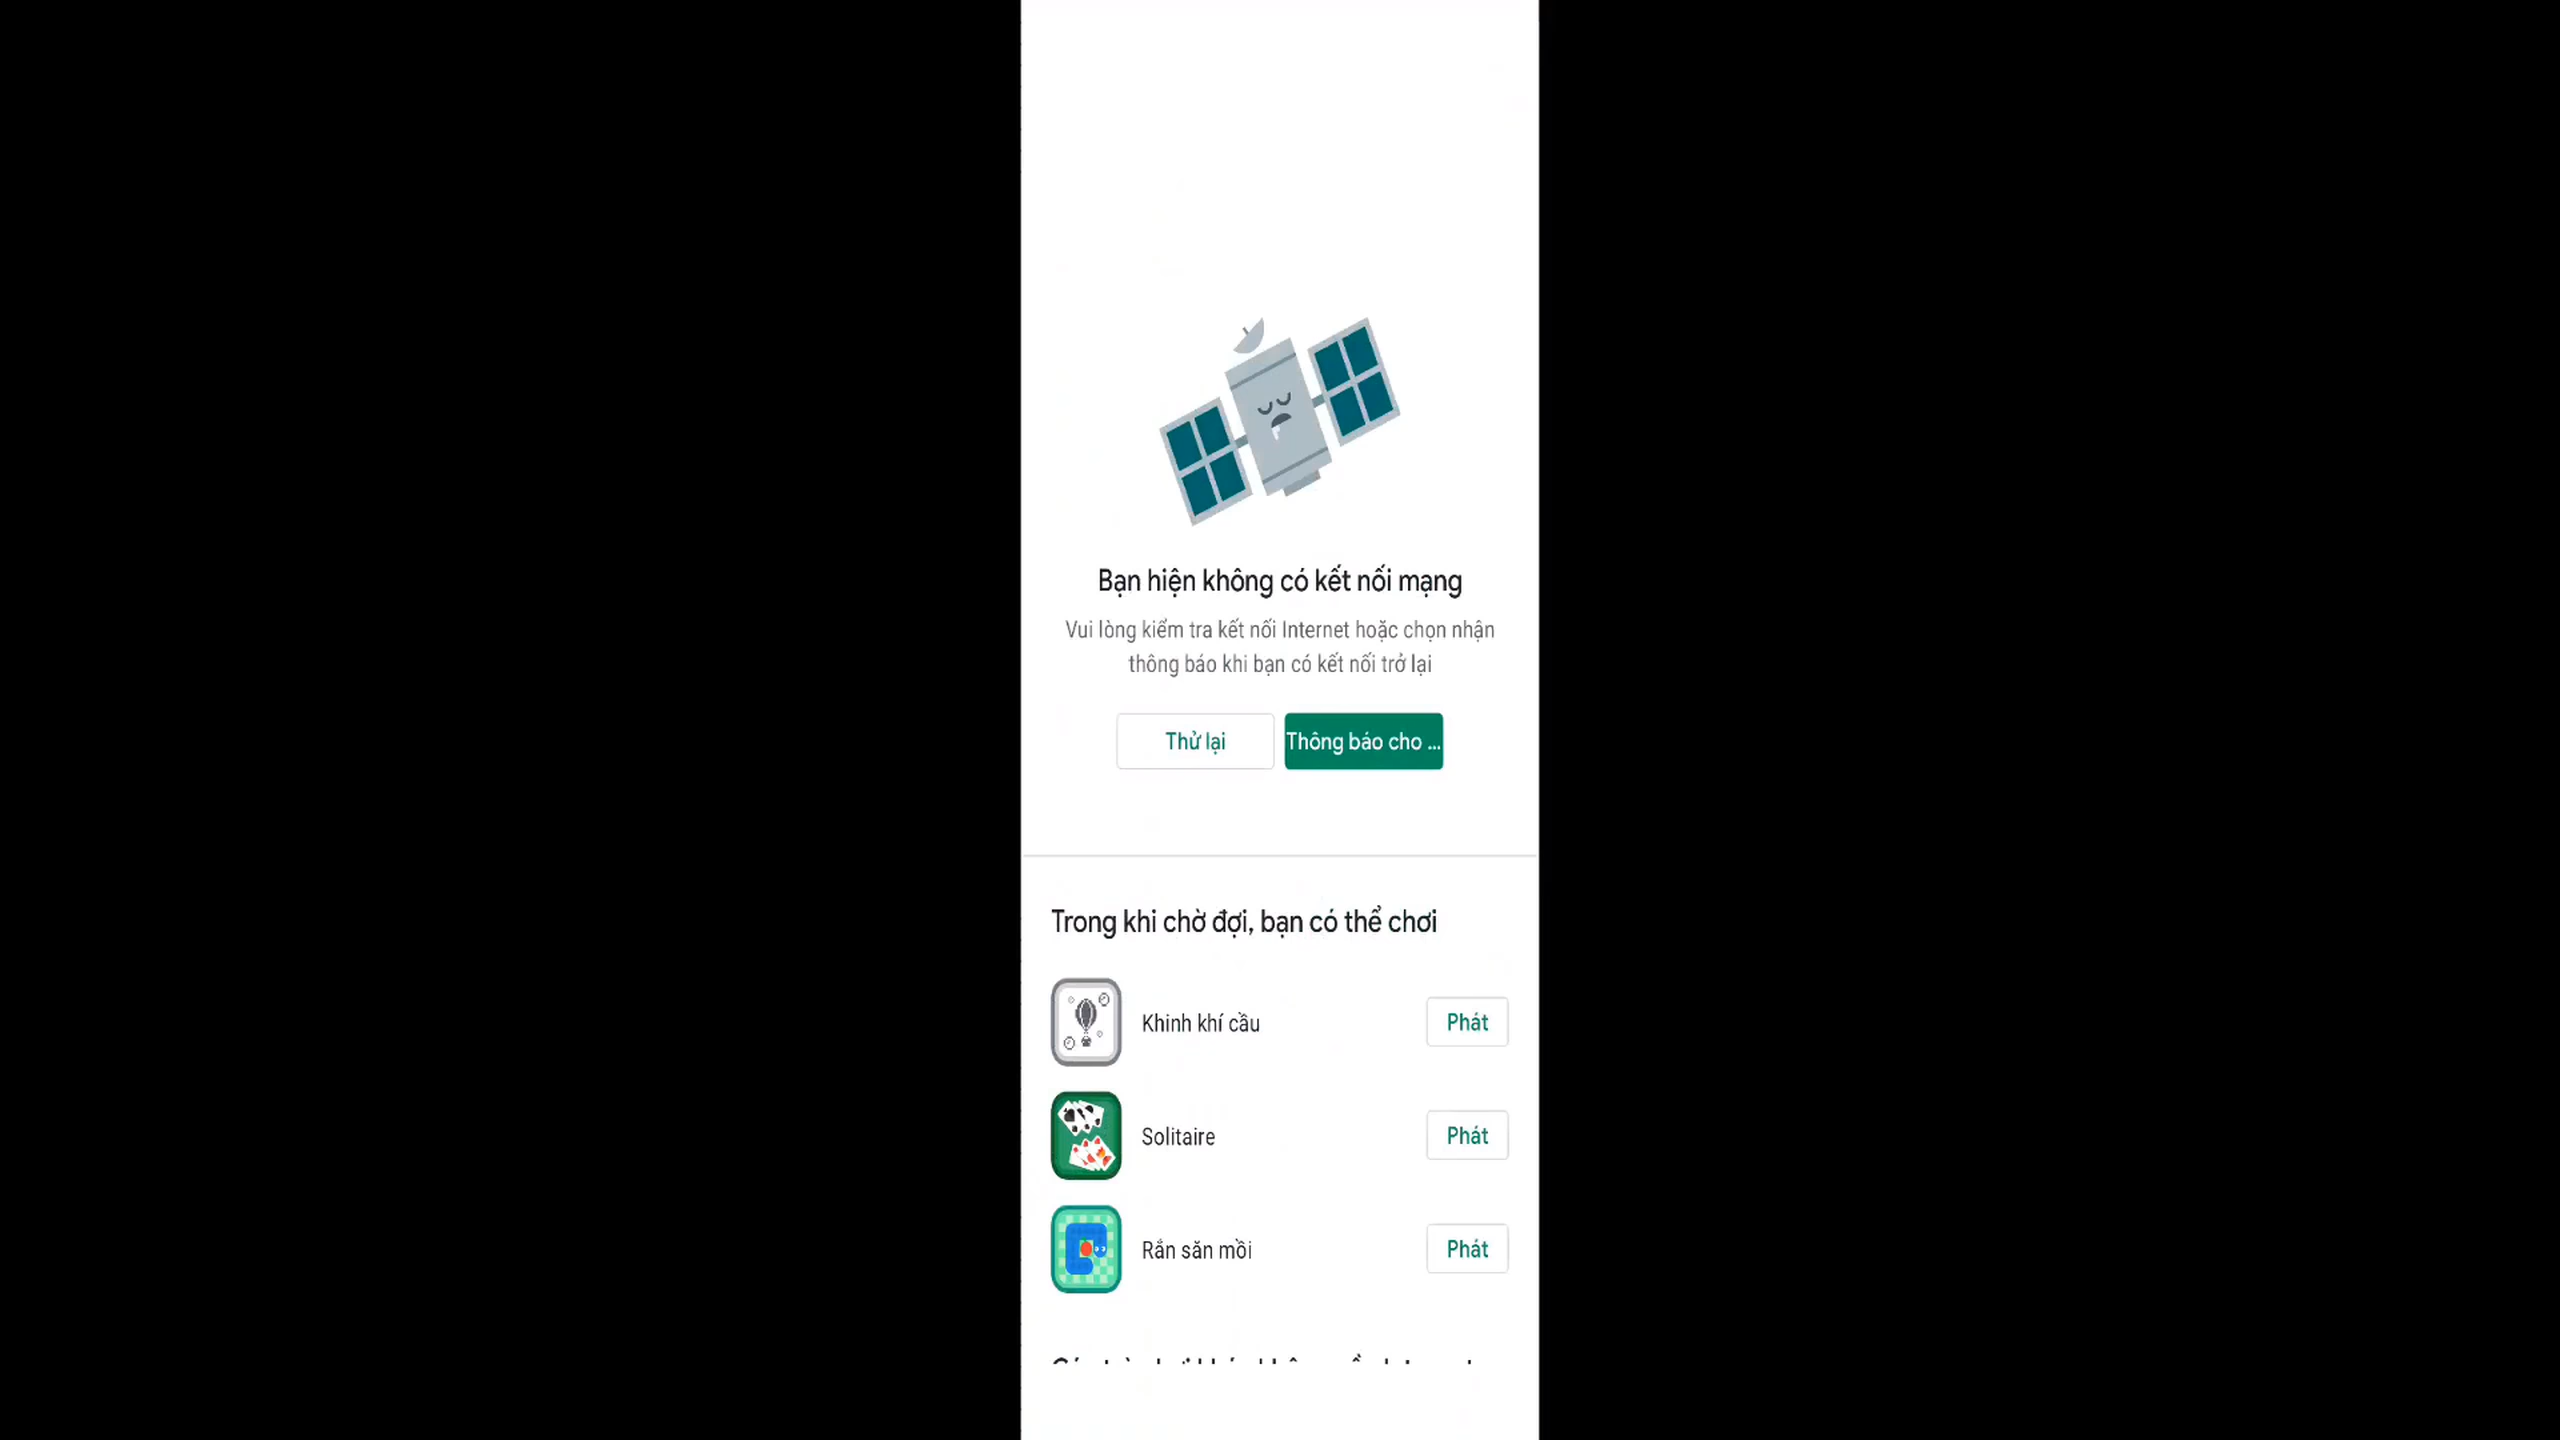 Bạn hiện không có kết nối mạng
Vui lòng kiểm tra kết nối Internet hoặc chọn nhận
thông báo khi bạn có kết nối trở lại
Thử lại
Thông báo cho ...
Trong khi chờ đợi, bạn có thể chơi
Khinh khí cầu
Phát
Solitaire
Phát
Rắn săn mồi
Phát